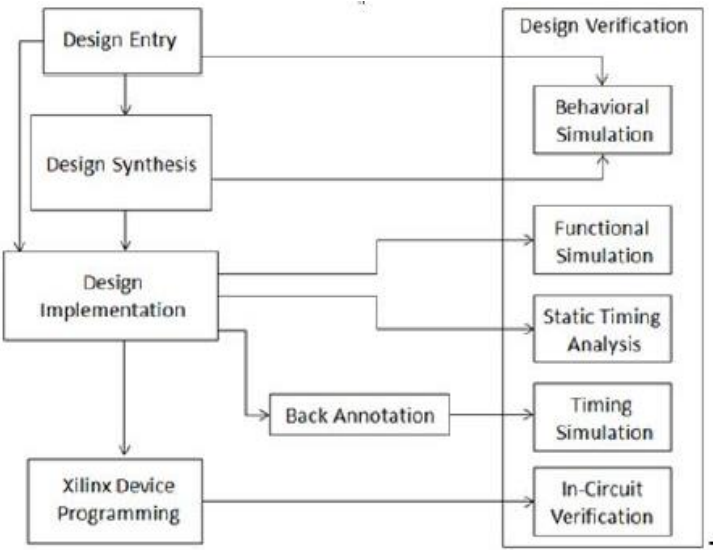 Design Entry
Design Verification
Behavioral
Simulation
Design Synthesis
Functional
Simulation
Design
Implementation
Static Timing
Analysis
Back Annotation
Timing
Simulation
Xilinx Device
Programming
In-Circuit
Verification